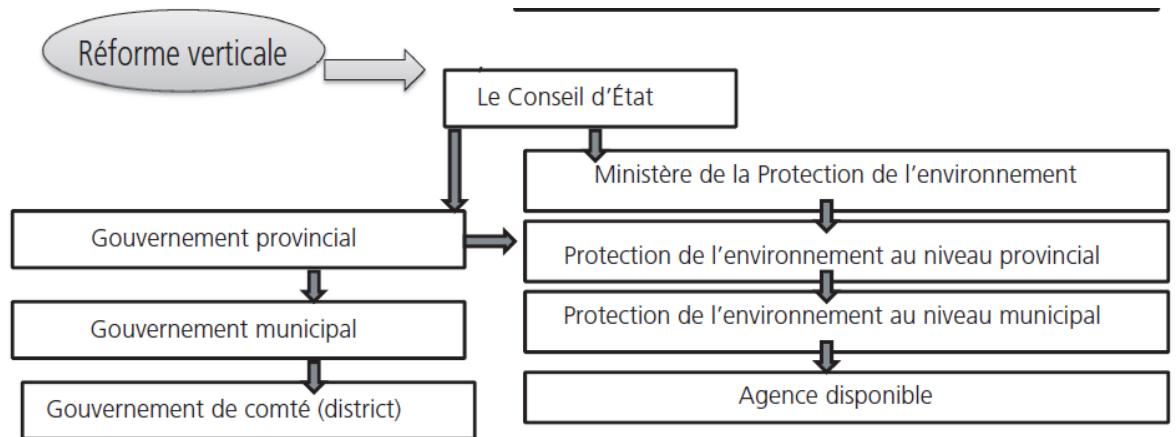 Réforme verticale
Le Conseil d’État
Ministère de la Protection de l’environnement
Gouvernement provincial
Protection de l’environnement au niveau provincial
Gouvernement municipal
Protection de l’environnement au niveau municipal
Gouvernement de comté (district)
Agence disponible